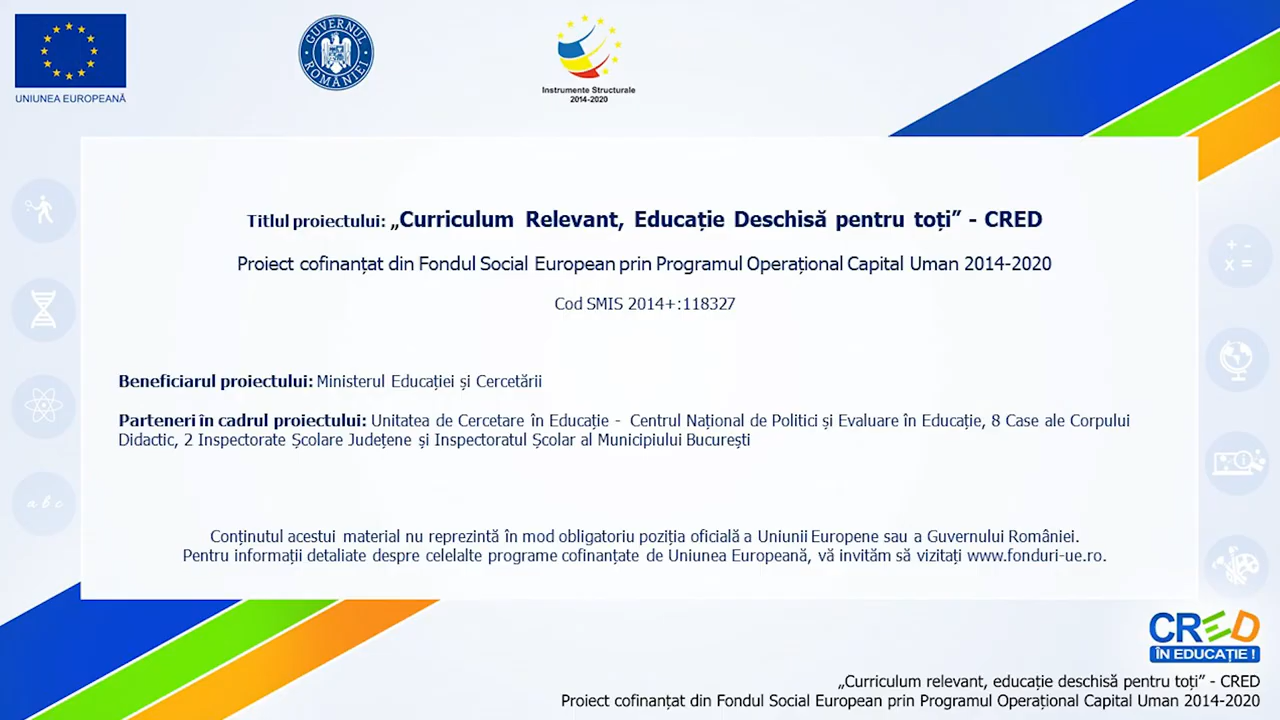 UNIUNEA EUROPEANĂ
GUVERNUL ROMÂNIEI
Instrumente Structurale
2014-2020
Titlul proiectului: „Curriculum Relevant, Educație Deschisă pentru toți” - CRED
Proiect cofinanțat din Fondul Social European prin Programul Operațional Capital Uman 2014-2020
Cod SMIS 2014+:118327
+ -
x =
a b c
Beneficiarul proiectului: Ministerul Educației și Cercetării
Parteneri în cadrul proiectului: Unitatea de Cercetare în Educație - Centrul Național de Politici și Evaluare în Educație, 8 Case ale Corpului
Didactic, 2 Inspectorate Școlare Județene și Inspectoratul Școlar al Municipiului București
Conținutul acestui material nu reprezintă în mod obligatoriu poziția oficială a Uniunii Europene sau a Guvernului României.
Pentru informații detaliate despre celelalte programe cofinanțate de Uniunea Europeană, vă invităm să vizitați www.fonduri-ue.ro.
CRED
ÎN EDUCAȚIE !
„Curriculum relevant, educație deschisă pentru toți” - CRED
Proiect cofinanțat din Fondul Social European prin Programul Operațional Capital Uman 2014-2020